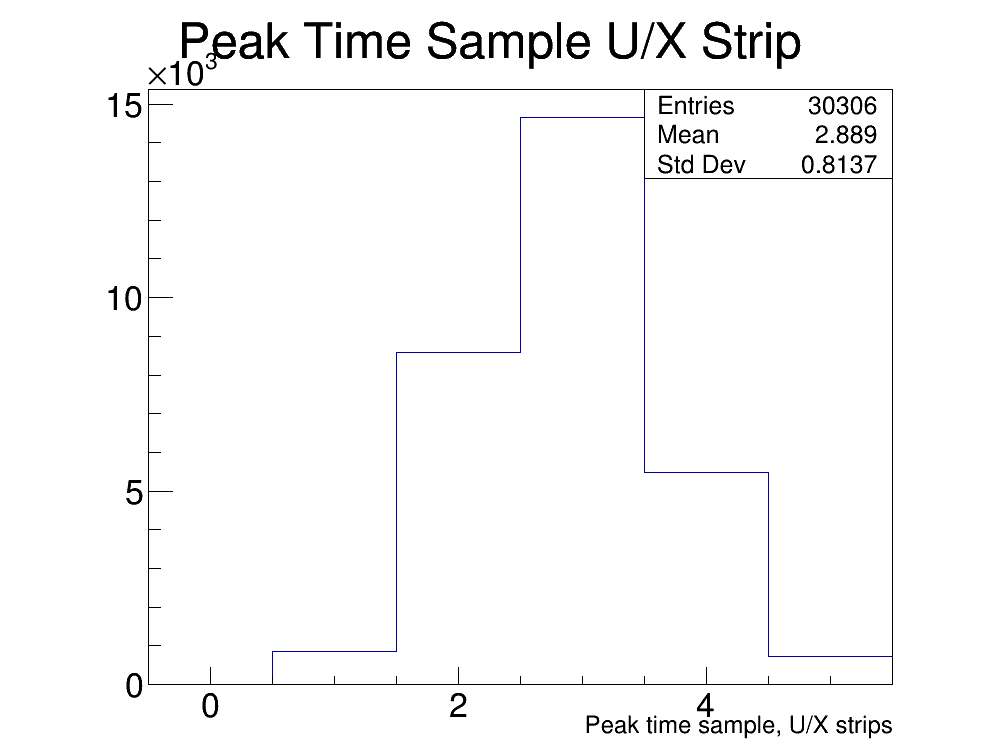 Peak Time Sample U/X Strip
×10³
15
10
5
0
Entries 30306
Mean 2.889
Std Dev 0.8137
0 2 4
Peak time sample, U/X strips